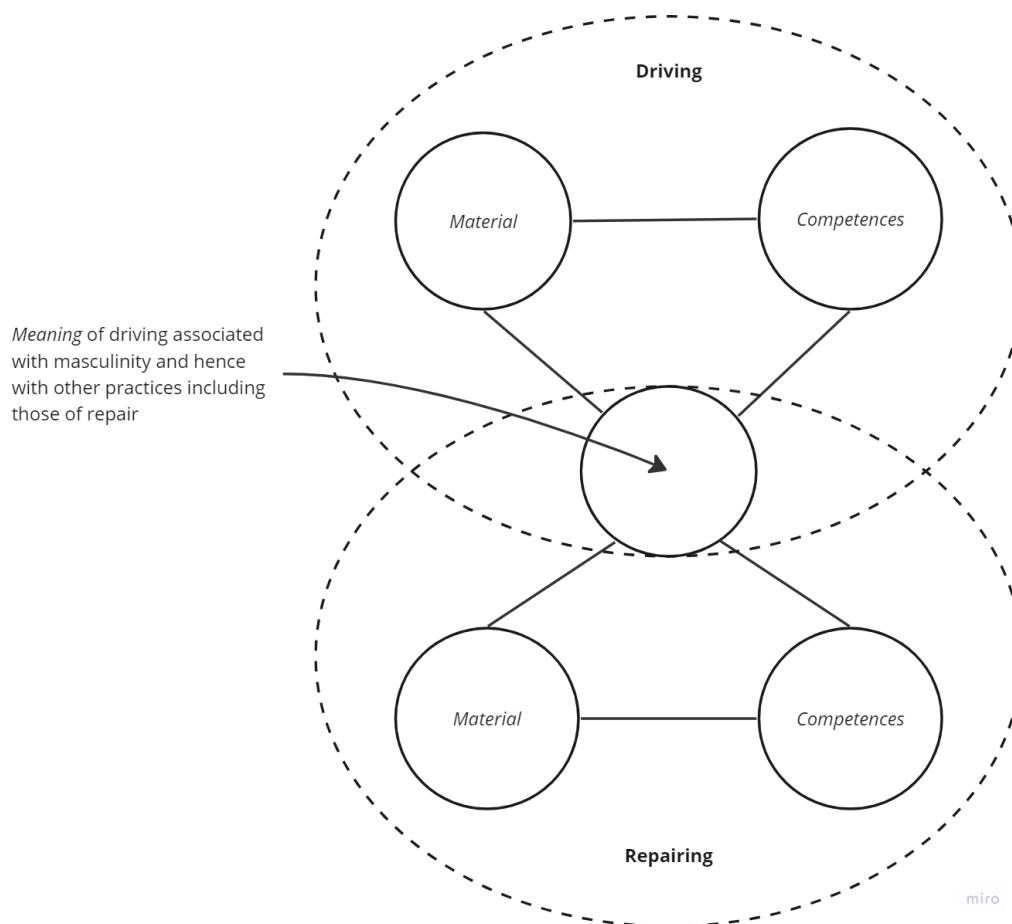 Driving
Material
Competences
Meaning of driving associated
with masculinity and hence
with other practices including
those of repair
Material
Competences
Repairing
miro